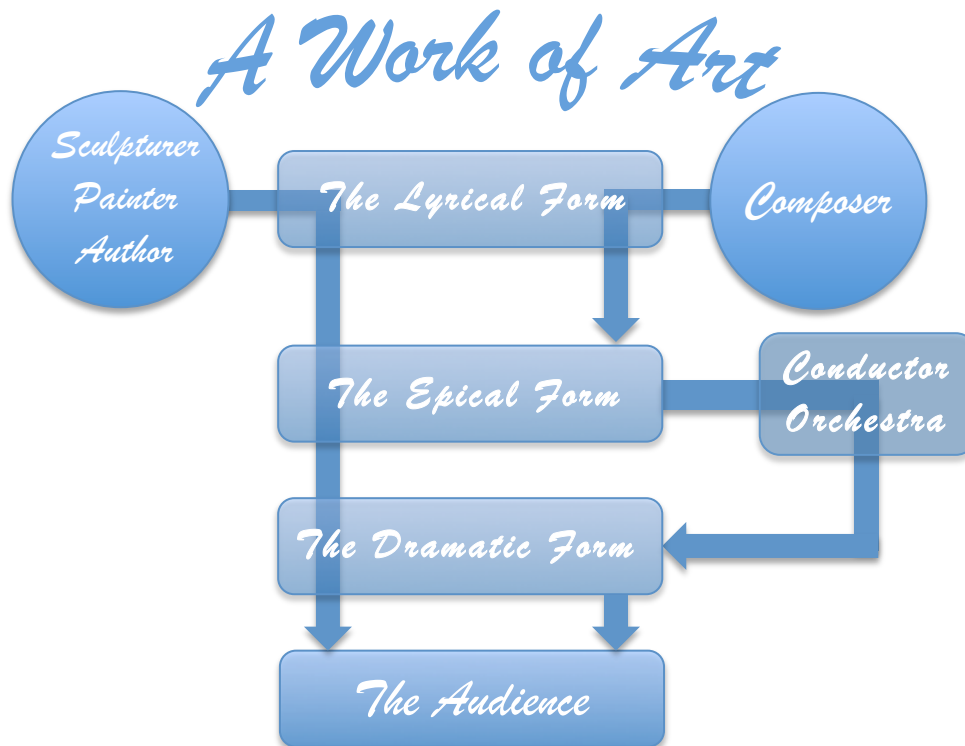 A Work of Art
Sculpturer
Painter
Author
The Lyrical Form
Composer
The Epical Form
Conductor
Orchestra
The Dramatic Form
The Audience